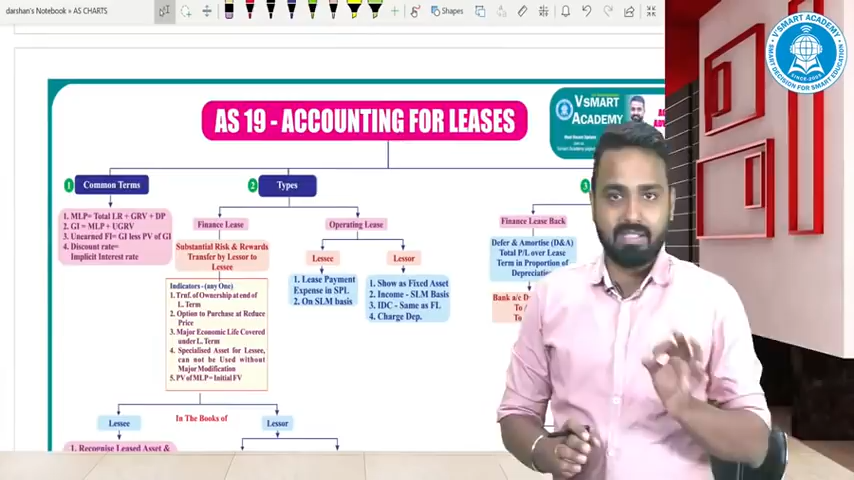 darshan's Notebook » AS CHARTS
Shapes
V'SMART ACADEMY
SMART DECISION FOR SMART EDUCATION
SINCE-2005
AS 19 - ACCOUNTING FOR LEASES
VSMART
ACADEMY
1 Common Terms
2 Types
3
1. MLP= Total LR + GRV + DP
2. GI = MLP + UGRV
3. Unearned FI= GI less PV of GI
4. Discount rate=
Implicit Interest rate
Finance Lease
Substantial Risk & Rewards
Transfer by Lessor to
Lessee
Indicators - (any One)
1. Trnf. of Ownership at end of
L. Term
2. Option to Purchase at Reduce
Price
3. Major Economic Life Covered
under L. Term
4. Specialised Asset for Lessee,
can not be Used without
Major Modification
5. PV of MLP= Initial FV
Operating Lease
Lessee
1. Lease Payment
Expense in SPL
2. On SLM basis
Lessor
1. Show as Fixed Asset
2. Income - SLM Basis
3. IDC - Same as FL
4. Charge Dep.
Finance Lease Back
Defer & Amortise (D&A)
Total P/L over Lease
Term in Proportion of
Depreciatio
Bank a/c D
To
To
In The Books of
Lessee
Lessor
1. Recognise Leased Asset &